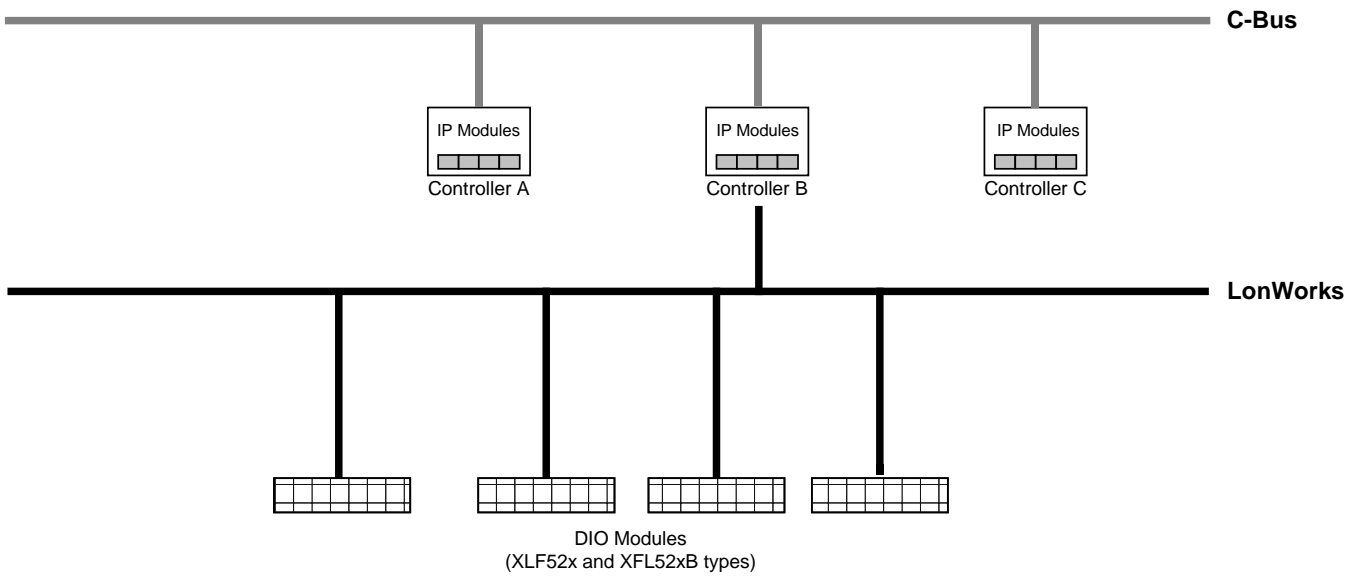 C-Bus
IP Modules
IP Modules
IP Modules
Controller A
Controller B
Controller C
LonWorks
DIO Modules
(XLF52x and XFL52xB types)